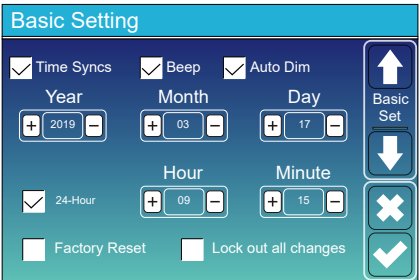 Basic Setting
Time Syncs Beep Auto Dim
Year Month Day
Basic Set
+ 2019 − + 03 − + 17 −
Hour Minute
24-Hour + 09 − + 15 −
Factory Reset Lock out all changes